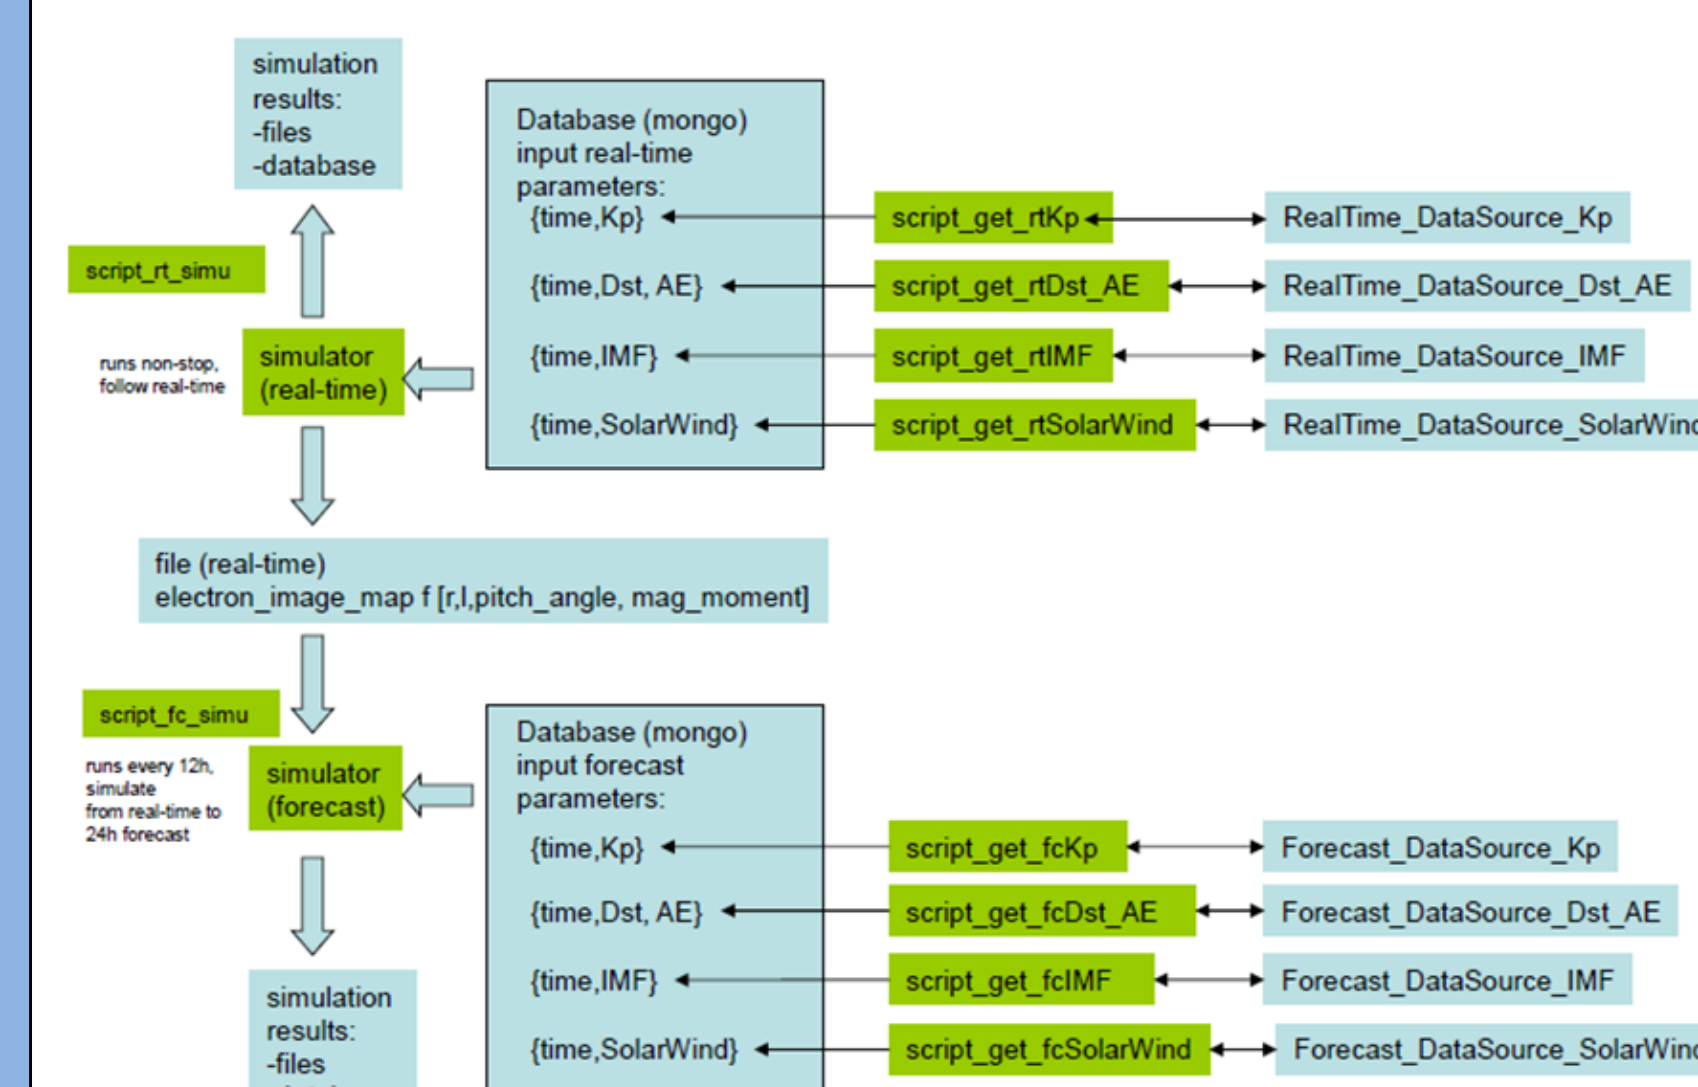 simulation
results:
-files
-database
Database (mongo)
input real-time
parameters:
{time,Kp}
script_get_rtKp
RealTime_DataSource_Kp
script_rt_simu
{time,Dst, AE}
script_get_rtDst_AE
RealTime_DataSource_Dst_AE
runs non-stop,
follow real-time
simulator
(real-time)
{time,IMF}
script_get_rtIMF
RealTime_DataSource_IMF
{time,SolarWind}
script_get_rtSolarWind
RealTime_DataSource_SolarWind
file (real-time)
electron_image_map f [r,l,pitch_angle, mag_moment]
script_fc_simu
runs every 12h,
simulate
from real-time to
24h forecast
simulator
(forecast)
Database (mongo)
input forecast
parameters:
{time,Kp}
script_get_fcKp
Forecast_DataSource_Kp
{time,Dst, AE}
script_get_fcDst_AE
Forecast_DataSource_Dst_AE
{time,IMF}
script_get_fcIMF
Forecast_DataSource_IMF
{time,SolarWind}
script_get_fcSolarWind
Forecast_DataSource_SolarWind
simulation
results:
-files